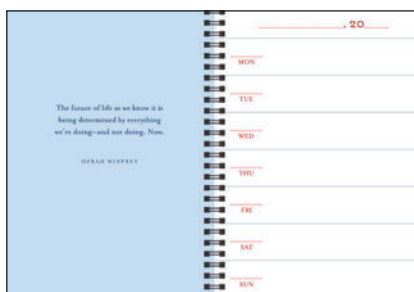 The future of life as we know it is
being determined by everything
we're doing—and not doing. Now.
OPRAH WINFREY
, 20
MON
TUE
WED
THU
FRI
SAT
SUN